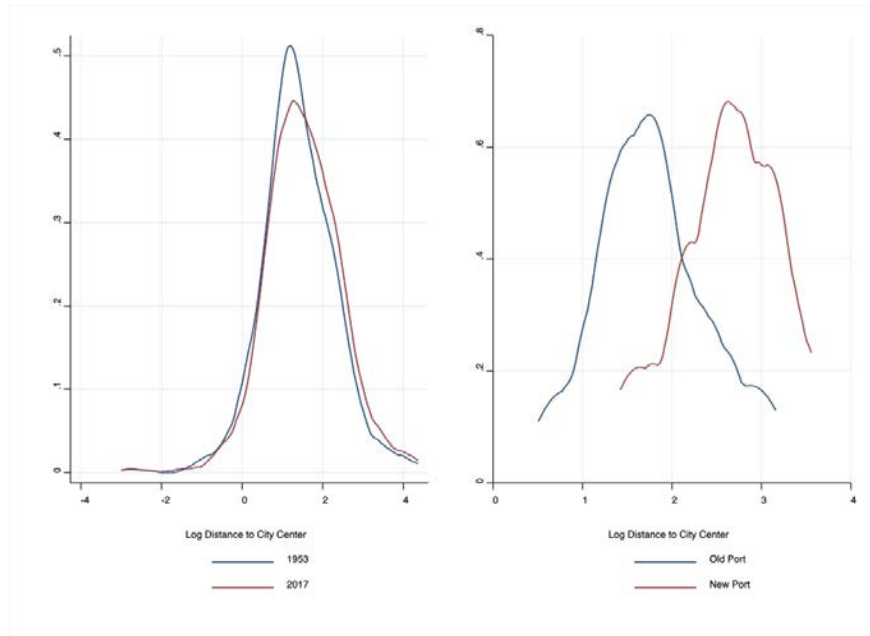 .5
.4
.3
.2
.1
0
-4 -2 0 2 4
Log Distance to City Center
1953
2017
.8
.6
.4
.2
0
0 1 2 3 4
Log Distance to City Center
Old Port
New Port